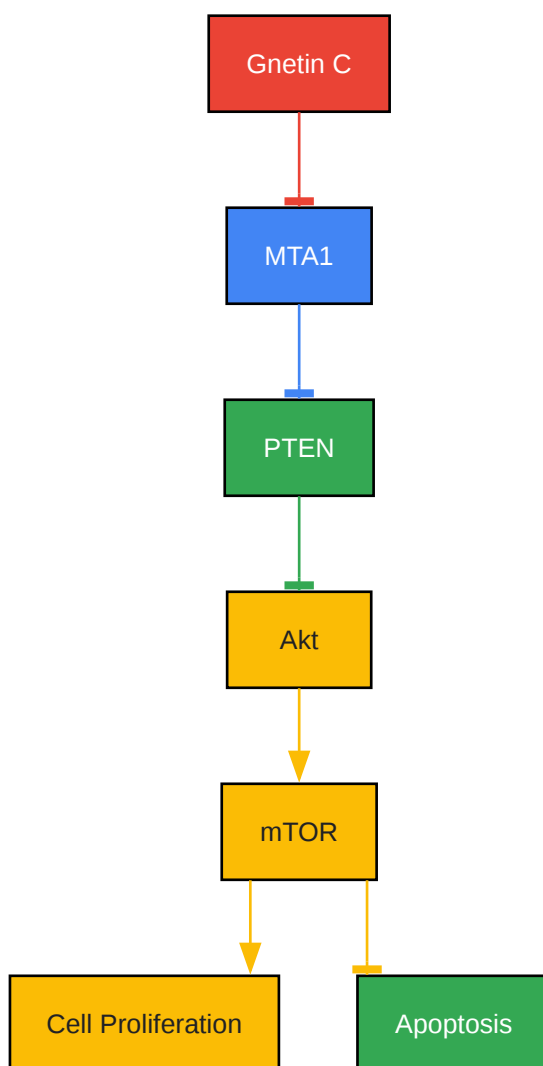 Gnetin C
MTA1
PTEN
Akt
mTOR
Cell Proliferation
Apoptosis